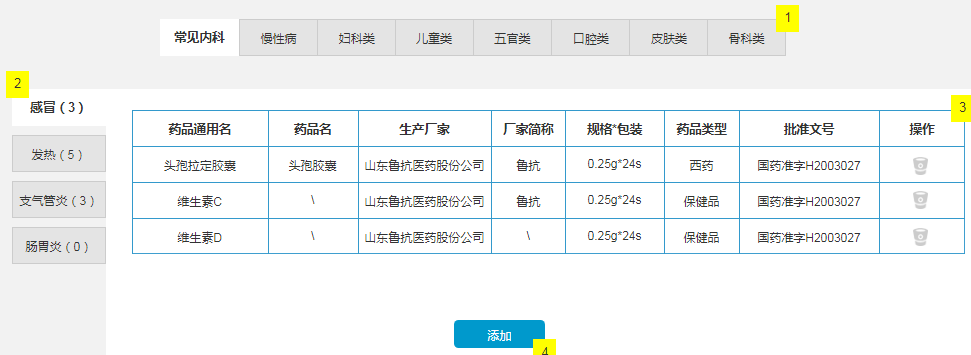 1
常见内科 慢性病 妇科类 儿童类 五官类 口腔类 皮肤类 骨科类
2
感冒（3）
发热（5）
支气管炎（3）
肠胃炎（0）
3
药品通用名 药品名 生产厂家 厂家简称 规格*包装 药品类型 批准文号 操作
头孢拉定胶囊 头孢胶囊 山东鲁抗医药股份公司 鲁抗 0.25g*24s 西药 国药准字H2003027
维生素C \ 山东鲁抗医药股份公司 鲁抗 0.25g*24s 保健品 国药准字H2003027
维生素D \ 山东鲁抗医药股份公司 \ 0.25g*24s 保健品 国药准字H2003027
添加
4